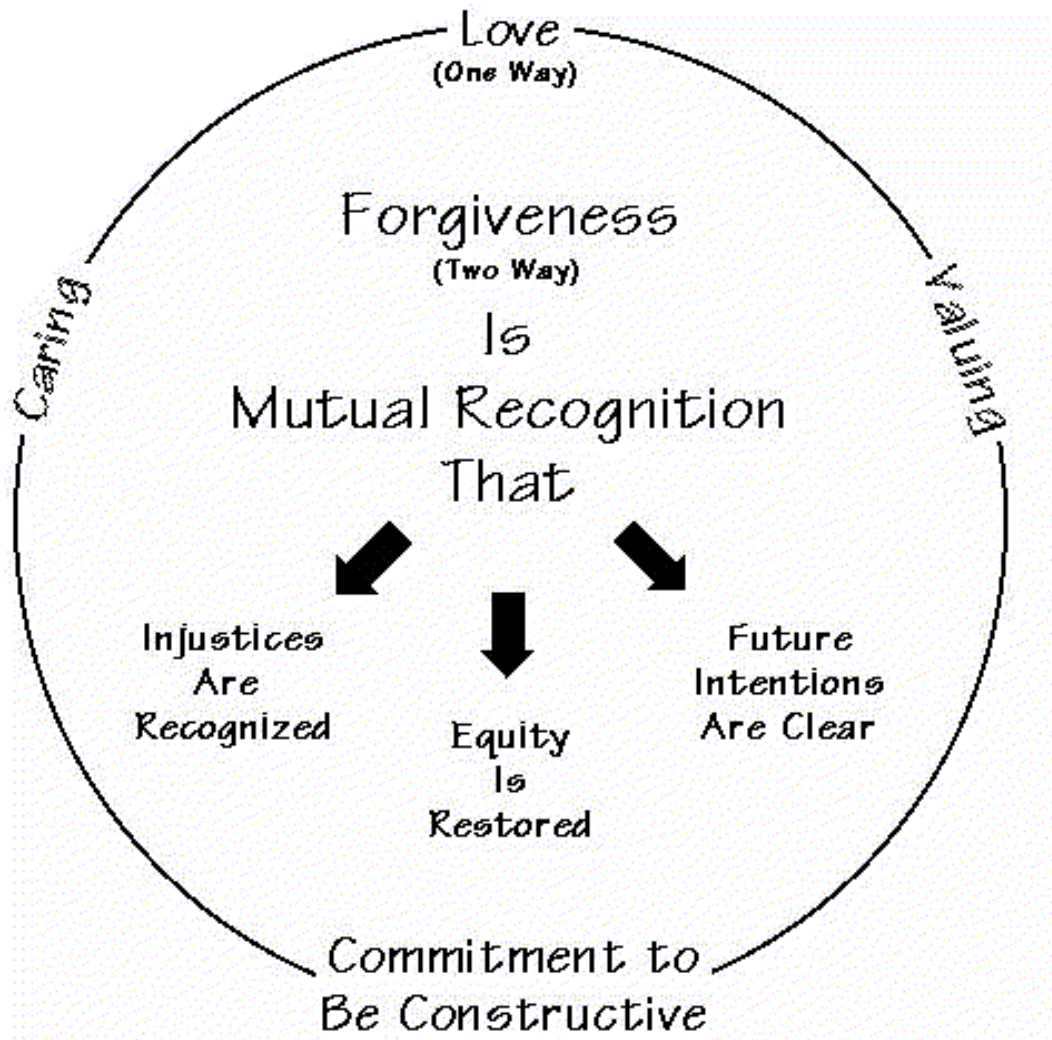 Love
(One Way)
Forgiveness
(Two Way)
Is
Mutual Recognition
That
Caring
Valuing
Injustices
Are
Recognized
Equity
Is
Restored
Future
Intentions
Are Clear
Commitment to
Be Constructive